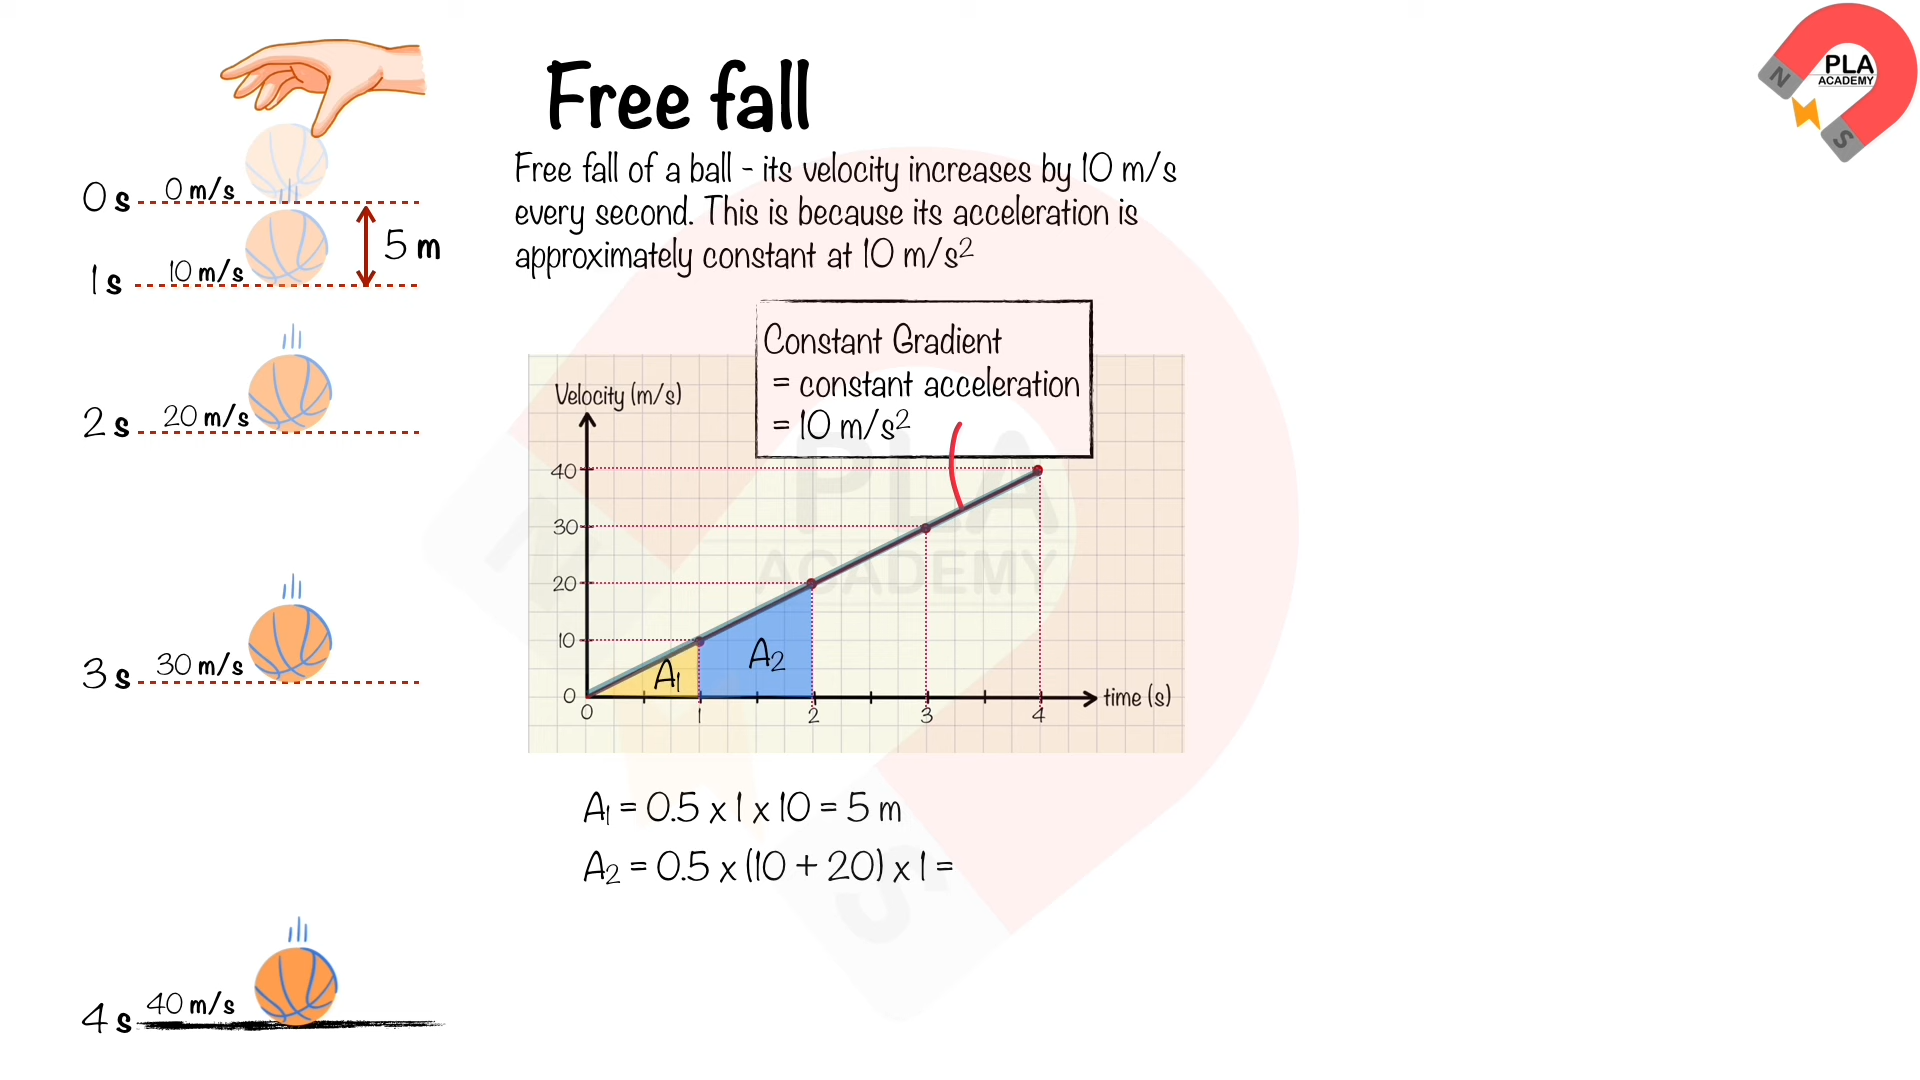 Free fall
Free fall of a ball - its velocity increases by 10 m/s
every second. This is because its acceleration is
approximately constant at 10 m/s²
0 s 0 m/s
5 m
1 s 10 m/s
2 s 20 m/s
3 s 30 m/s
4 s 40 m/s
Constant Gradient
= constant acceleration
= 10 m/s²
Velocity (m/s)
40
30
20
10
0
A₁
A₂
0 1 2 3 4
time (s)
A₁ = 0.5 x 1 x 10 = 5 m
A₂ = 0.5 x (10 + 20) x 1 =
N
PLA
ACADEMY
S
PLA
ACADEMY
N
S